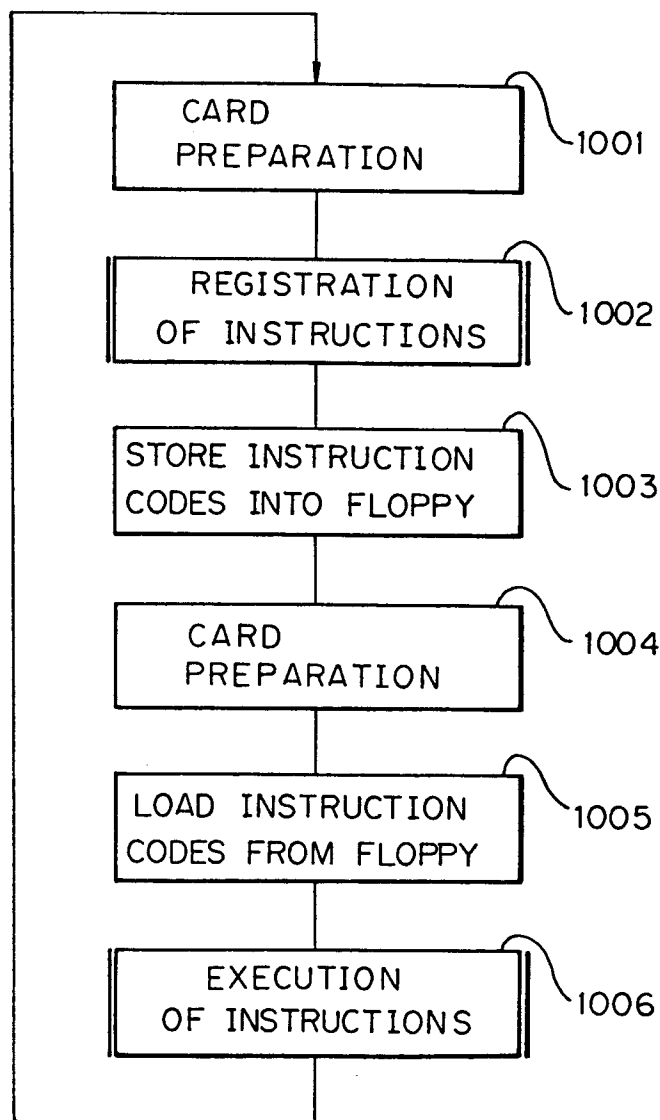 CARD
PREPARATION
1001
REGISTRATION
OF INSTRUCTIONS
1002
STORE INSTRUCTION
CODES INTO FLOPPY
1003
CARD
PREPARATION
1004
LOAD INSTRUCTION
CODES FROM FLOPPY
1005
EXECUTION
OF INSTRUCTIONS
1006